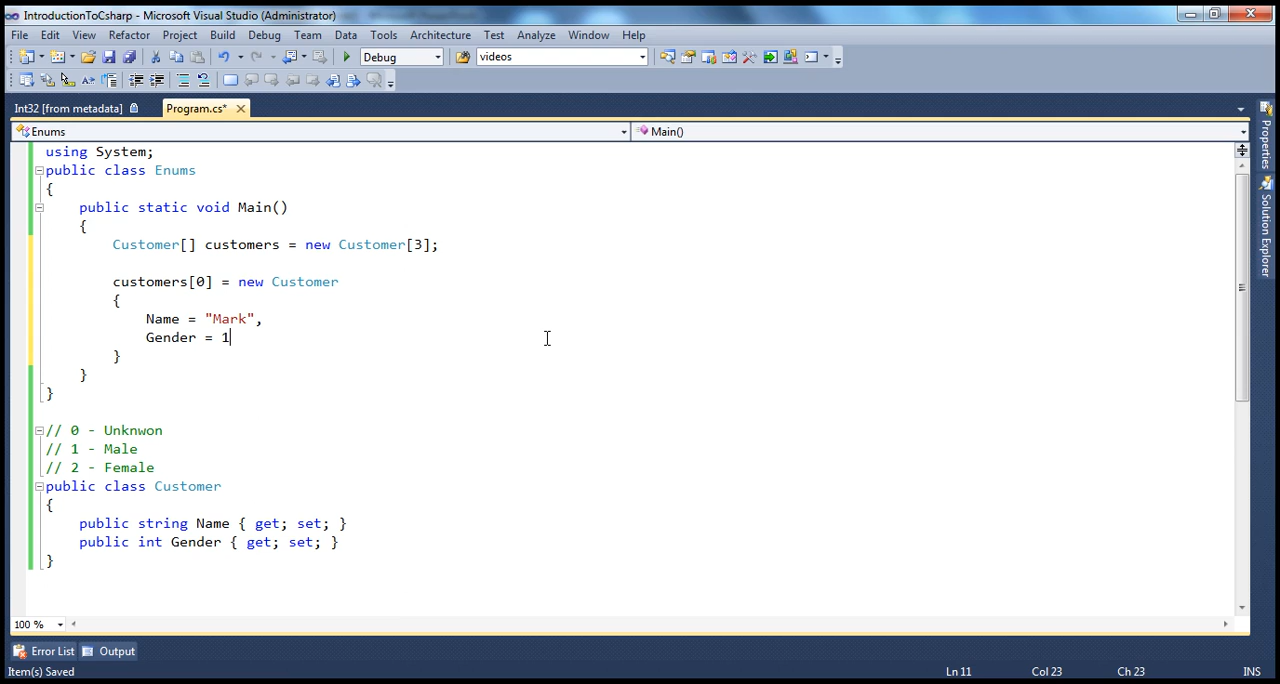 IntroductionToCsharp - Microsoft Visual Studio (Administrator)
File Edit View Refactor Project Build Debug Team Data Tools Architecture Test Analyze Window Help
Debug videos
Int32 [from metadata] Program.cs*
Enums Main()
using System;
public class Enums
{
public static void Main()
{
Customer[] customers = new Customer[3];
customers[0] = new Customer
{
Name = "Mark",
Gender = 1
}
}
}
// 0 - Unknwon
// 1 - Male
// 2 - Female
public class Customer
{
public string Name { get; set; }
public int Gender { get; set; }
}
100 %
Error List Output
Item(s) Saved Ln 11 Col 23 Ch 23 INS
Properties
Solution Explorer